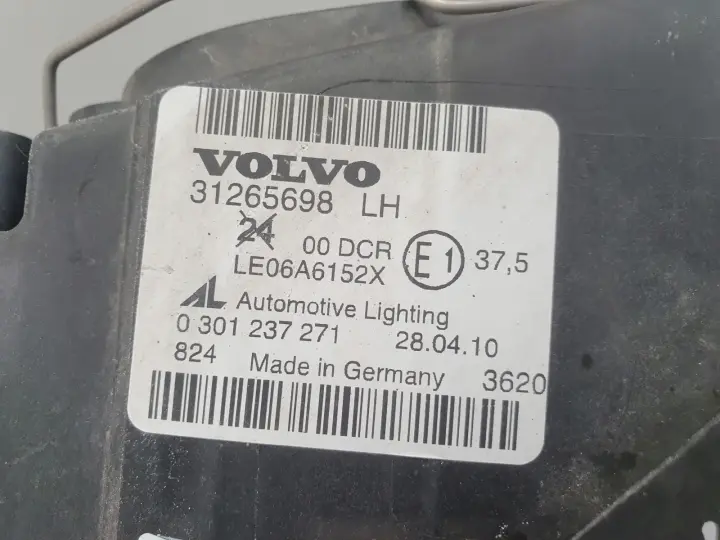 VOLVO
31265698 LH
24 00 DCR E1 37,5
LE06A6152X
AL Automotive Lighting
0 301 237 271 28.04.10
824 Made in Germany 3620